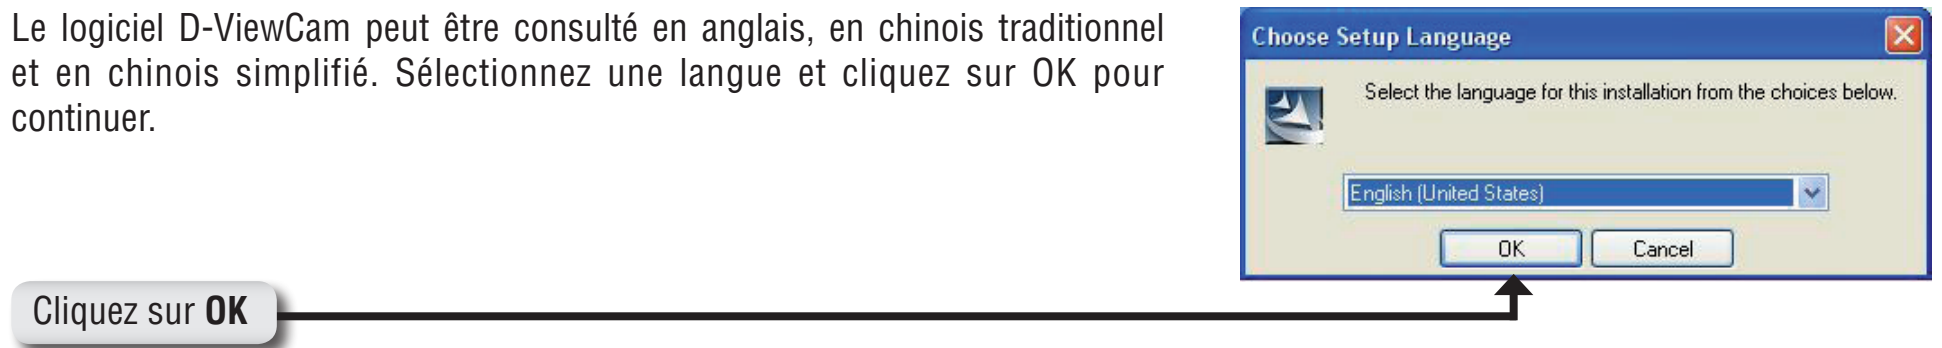 Le logiciel D-ViewCam peut être consulté en anglais, en chinois traditionnel
et en chinois simplifié. Sélectionnez une langue et cliquez sur OK pour
continuer.
Choose Setup Language
Select the language for this installation from the choices below.
English (United States)
OK Cancel
Cliquez sur OK